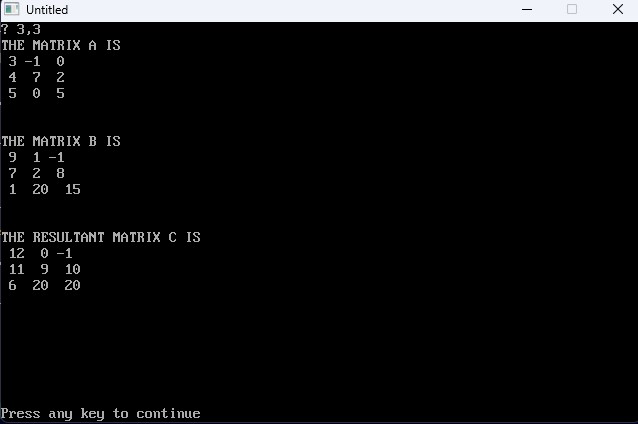 Untitled
? 3,3
THE MATRIX A IS
 3 -1  0
 4  7  2
 5  0  5
THE MATRIX B IS
 9  1 -1
 7  2  8
 1  20  15
THE RESULTANT MATRIX C IS
 12  0 -1
 11  9  10
 6  20  20
Press any key to continue